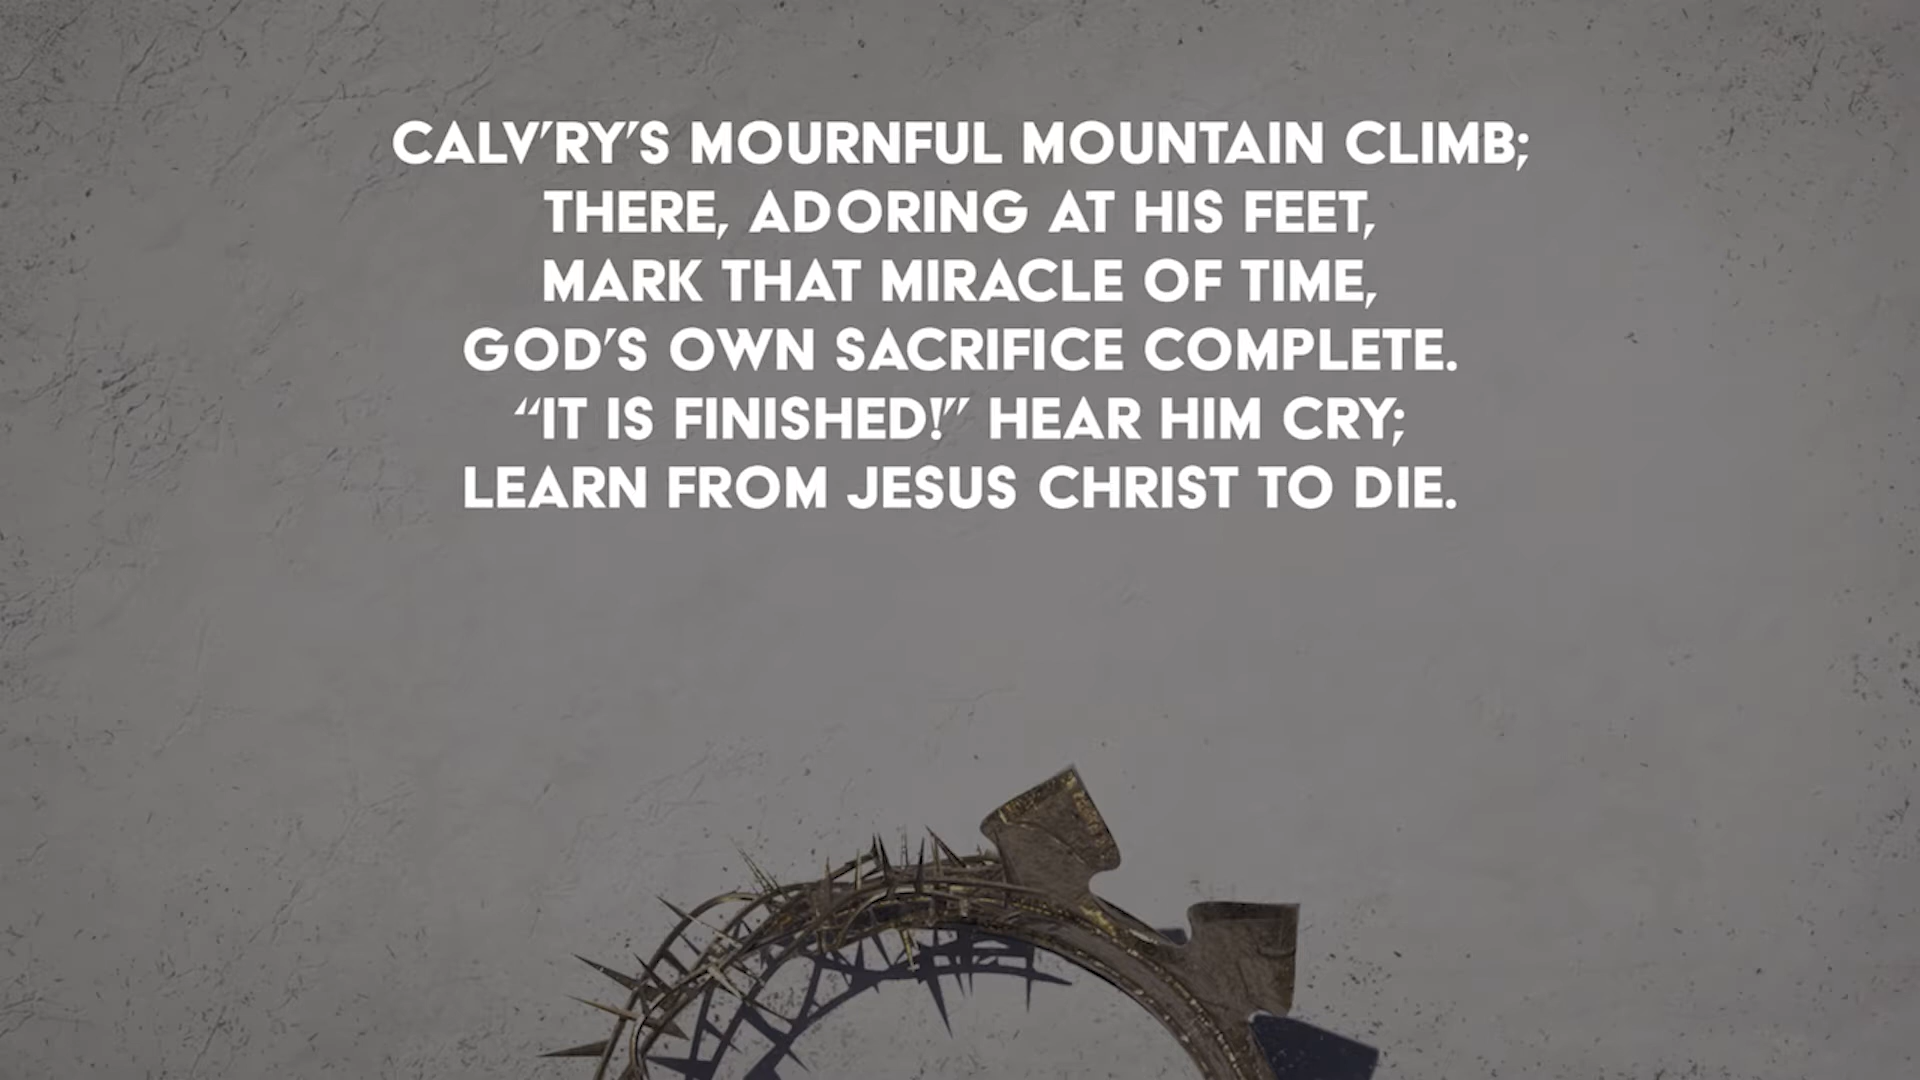 CALV’RY’S MOURNFUL MOUNTAIN CLIMB;
THERE, ADORING AT HIS FEET,
MARK THAT MIRACLE OF TIME,
GOD’S OWN SACRIFICE COMPLETE.
“IT IS FINISHED!” HEAR HIM CRY;
LEARN FROM JESUS CHRIST TO DIE.